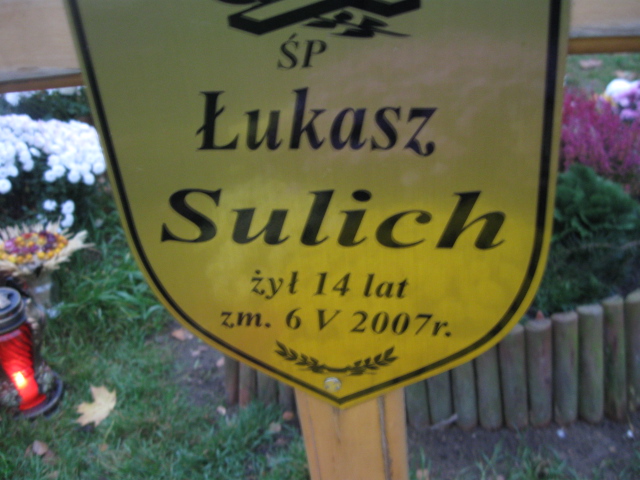 ŚP
Łukasz
Sulich
żył 14 lat
zm. 6 V 2007r.